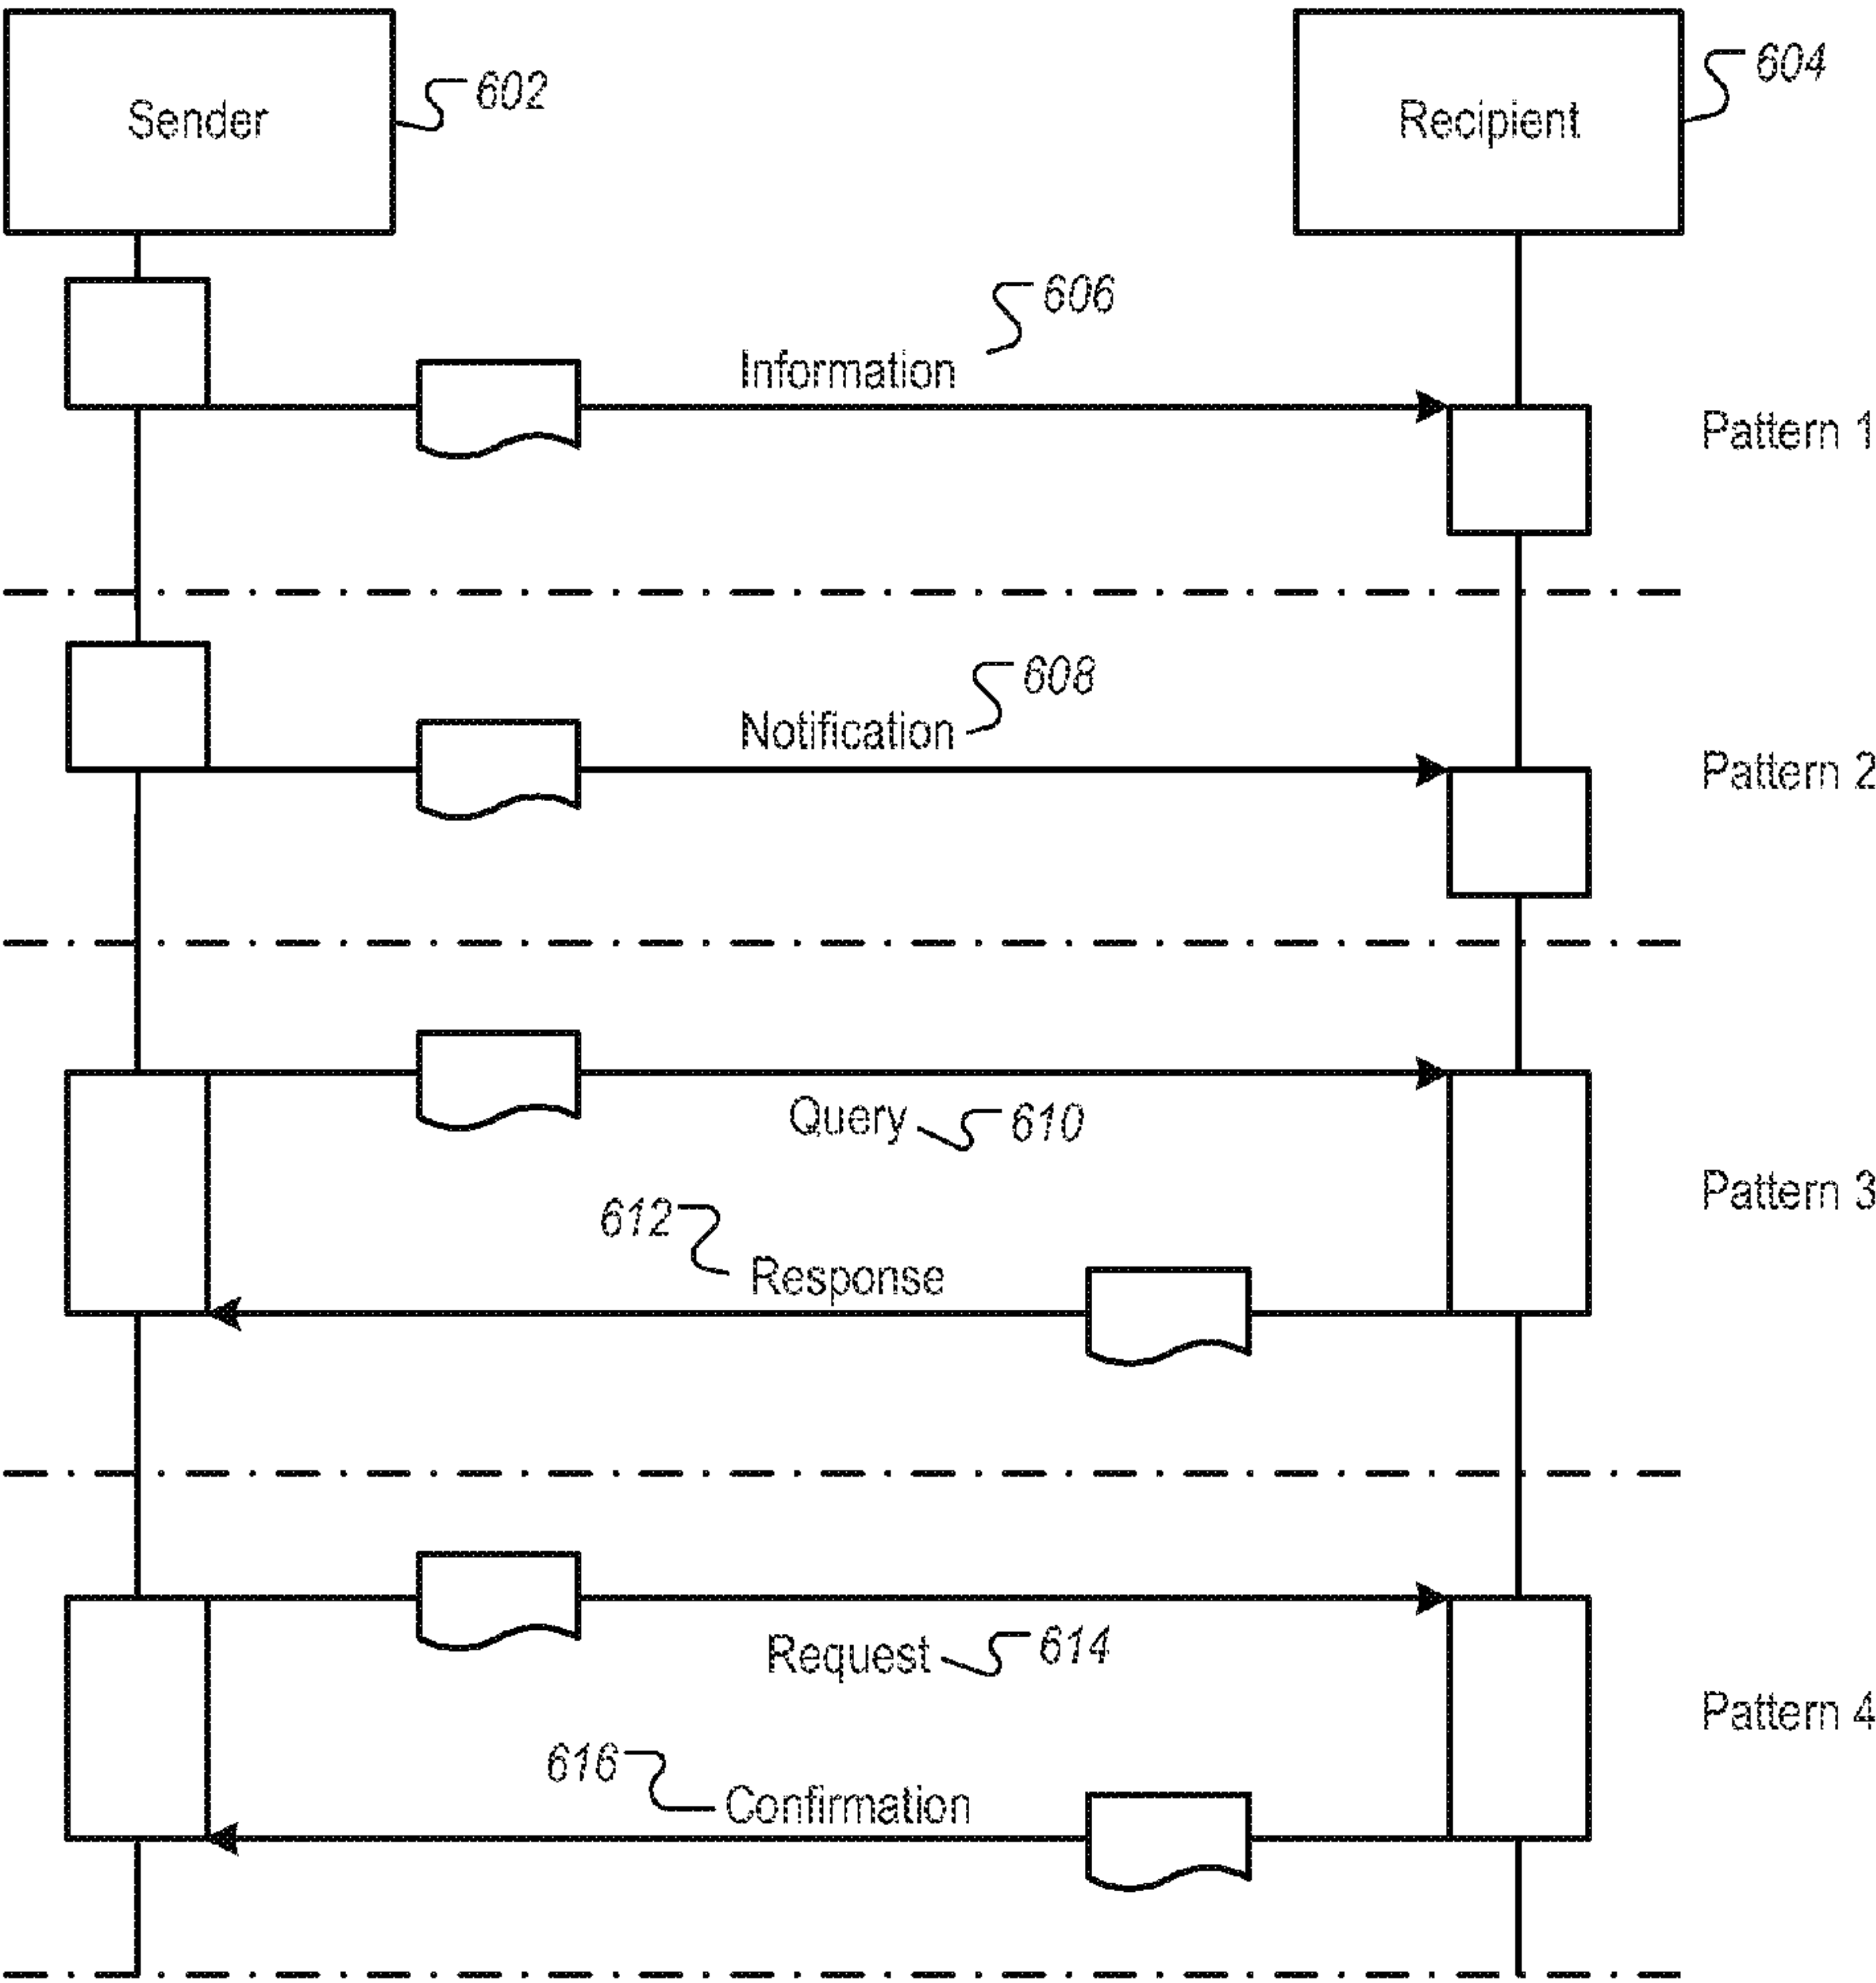 Sender
602
Recipient
604
Information
606
Pattern 1
Notification
608
Pattern 2
Query
610
Pattern 3
612
Response
Request
614
Pattern 4
616
Confirmation